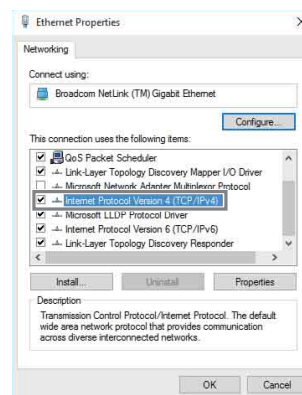 Ethernet Properties
Networking
Connect using:
Broadcom NetLink (TM) Gigabit Ethernet
Configure...
This connection uses the following items:
QoS Packet Scheduler
Link-Layer Topology Discovery Mapper I/O Driver
Microsoft Network Adapter Multiplexor Protocol
Internet Protocol Version 4 (TCP/IPv4)
Microsoft LLDP Protocol Driver
Internet Protocol Version 6 (TCP/IPv6)
Link-Layer Topology Discovery Responder
Install... Uninstall Properties
Description
Transmission Control Protocol/Internet Protocol. The default
wide area network protocol that provides communication
across diverse interconnected networks.
OK Cancel